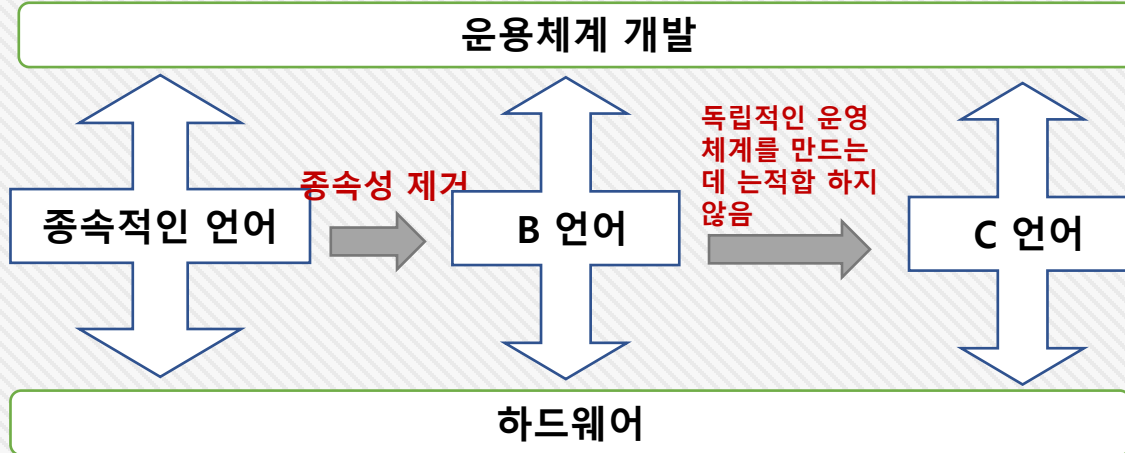 운용체계 개발
종속적인 언어
종속성 제거
B 언어
독립적인 운영
체계를 만드는
데 는적합 하지
않음
C 언어
하드웨어